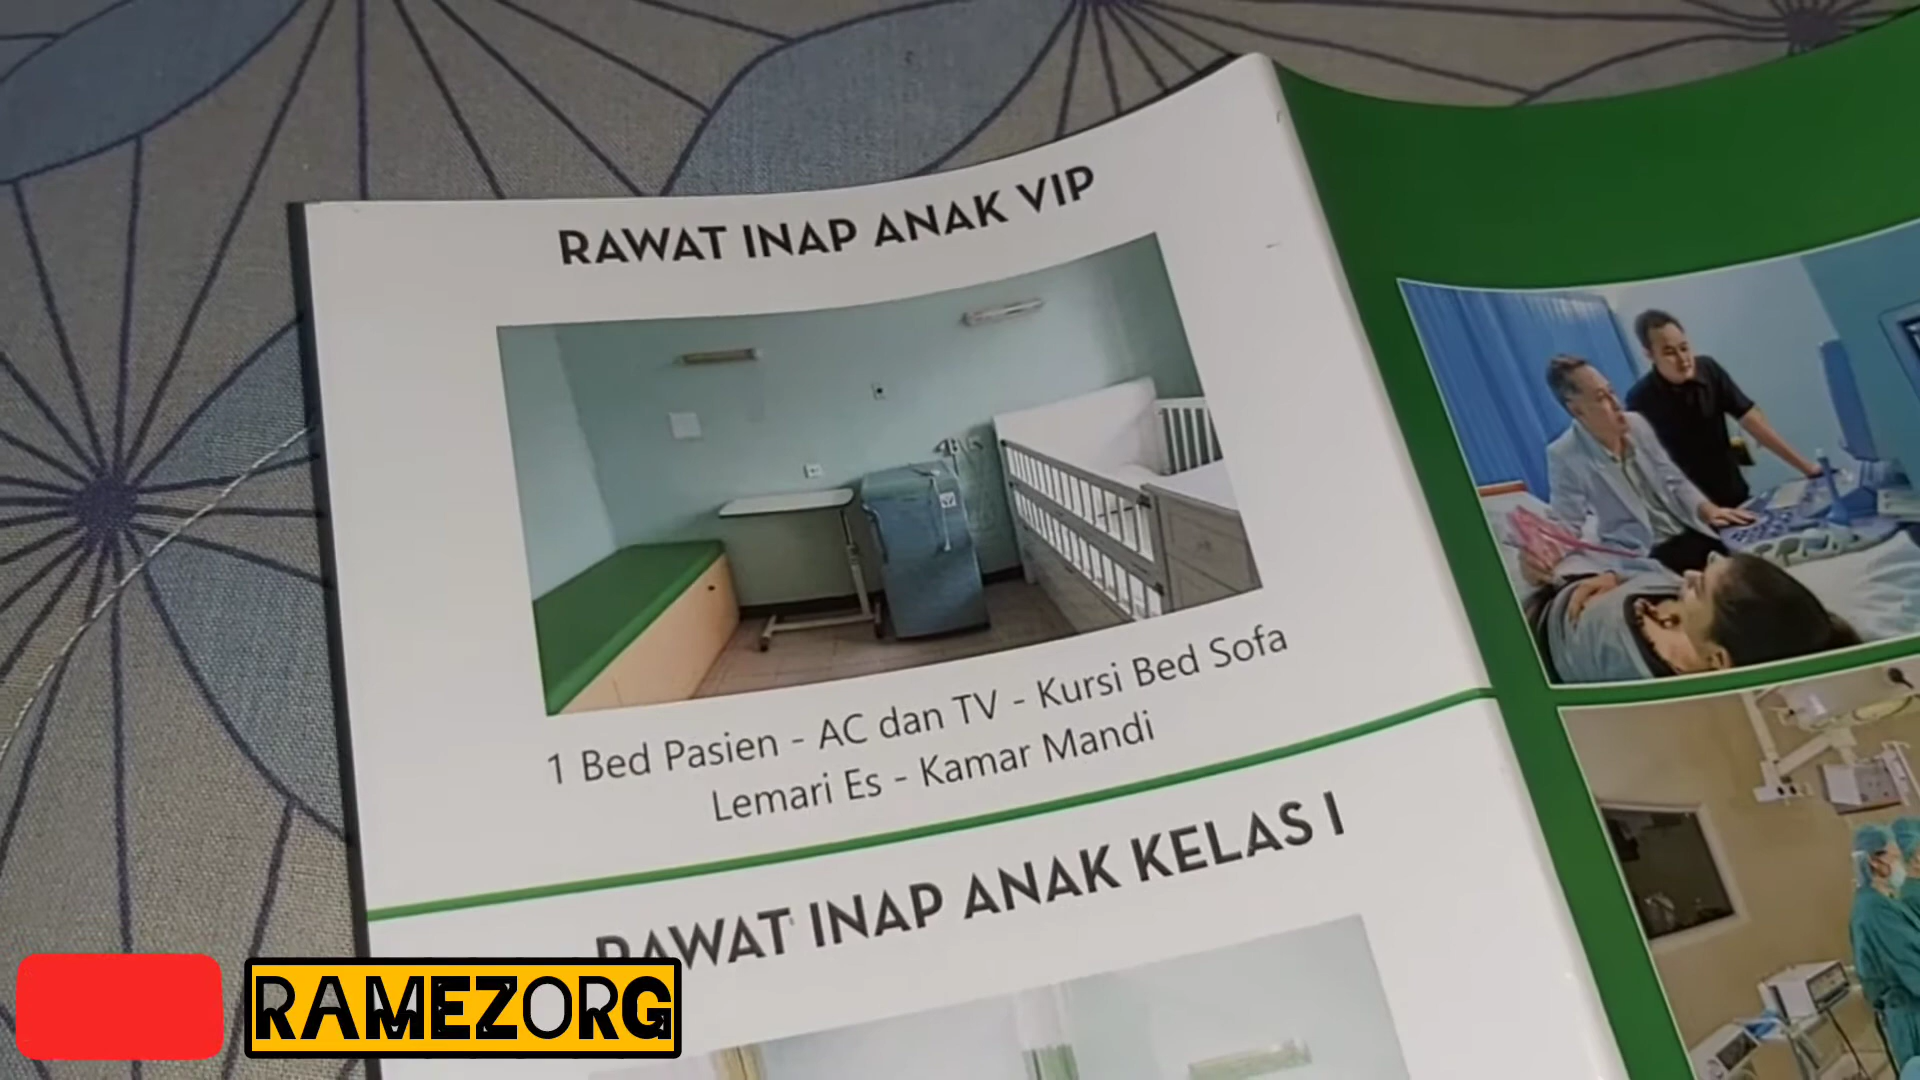 RAWAT INAP ANAK VIP
1 Bed Pasien - AC dan TV - Kursi Bed Sofa
Lemari Es - Kamar Mandi
RAWAT INAP ANAK KELAS I
RAMEZORG